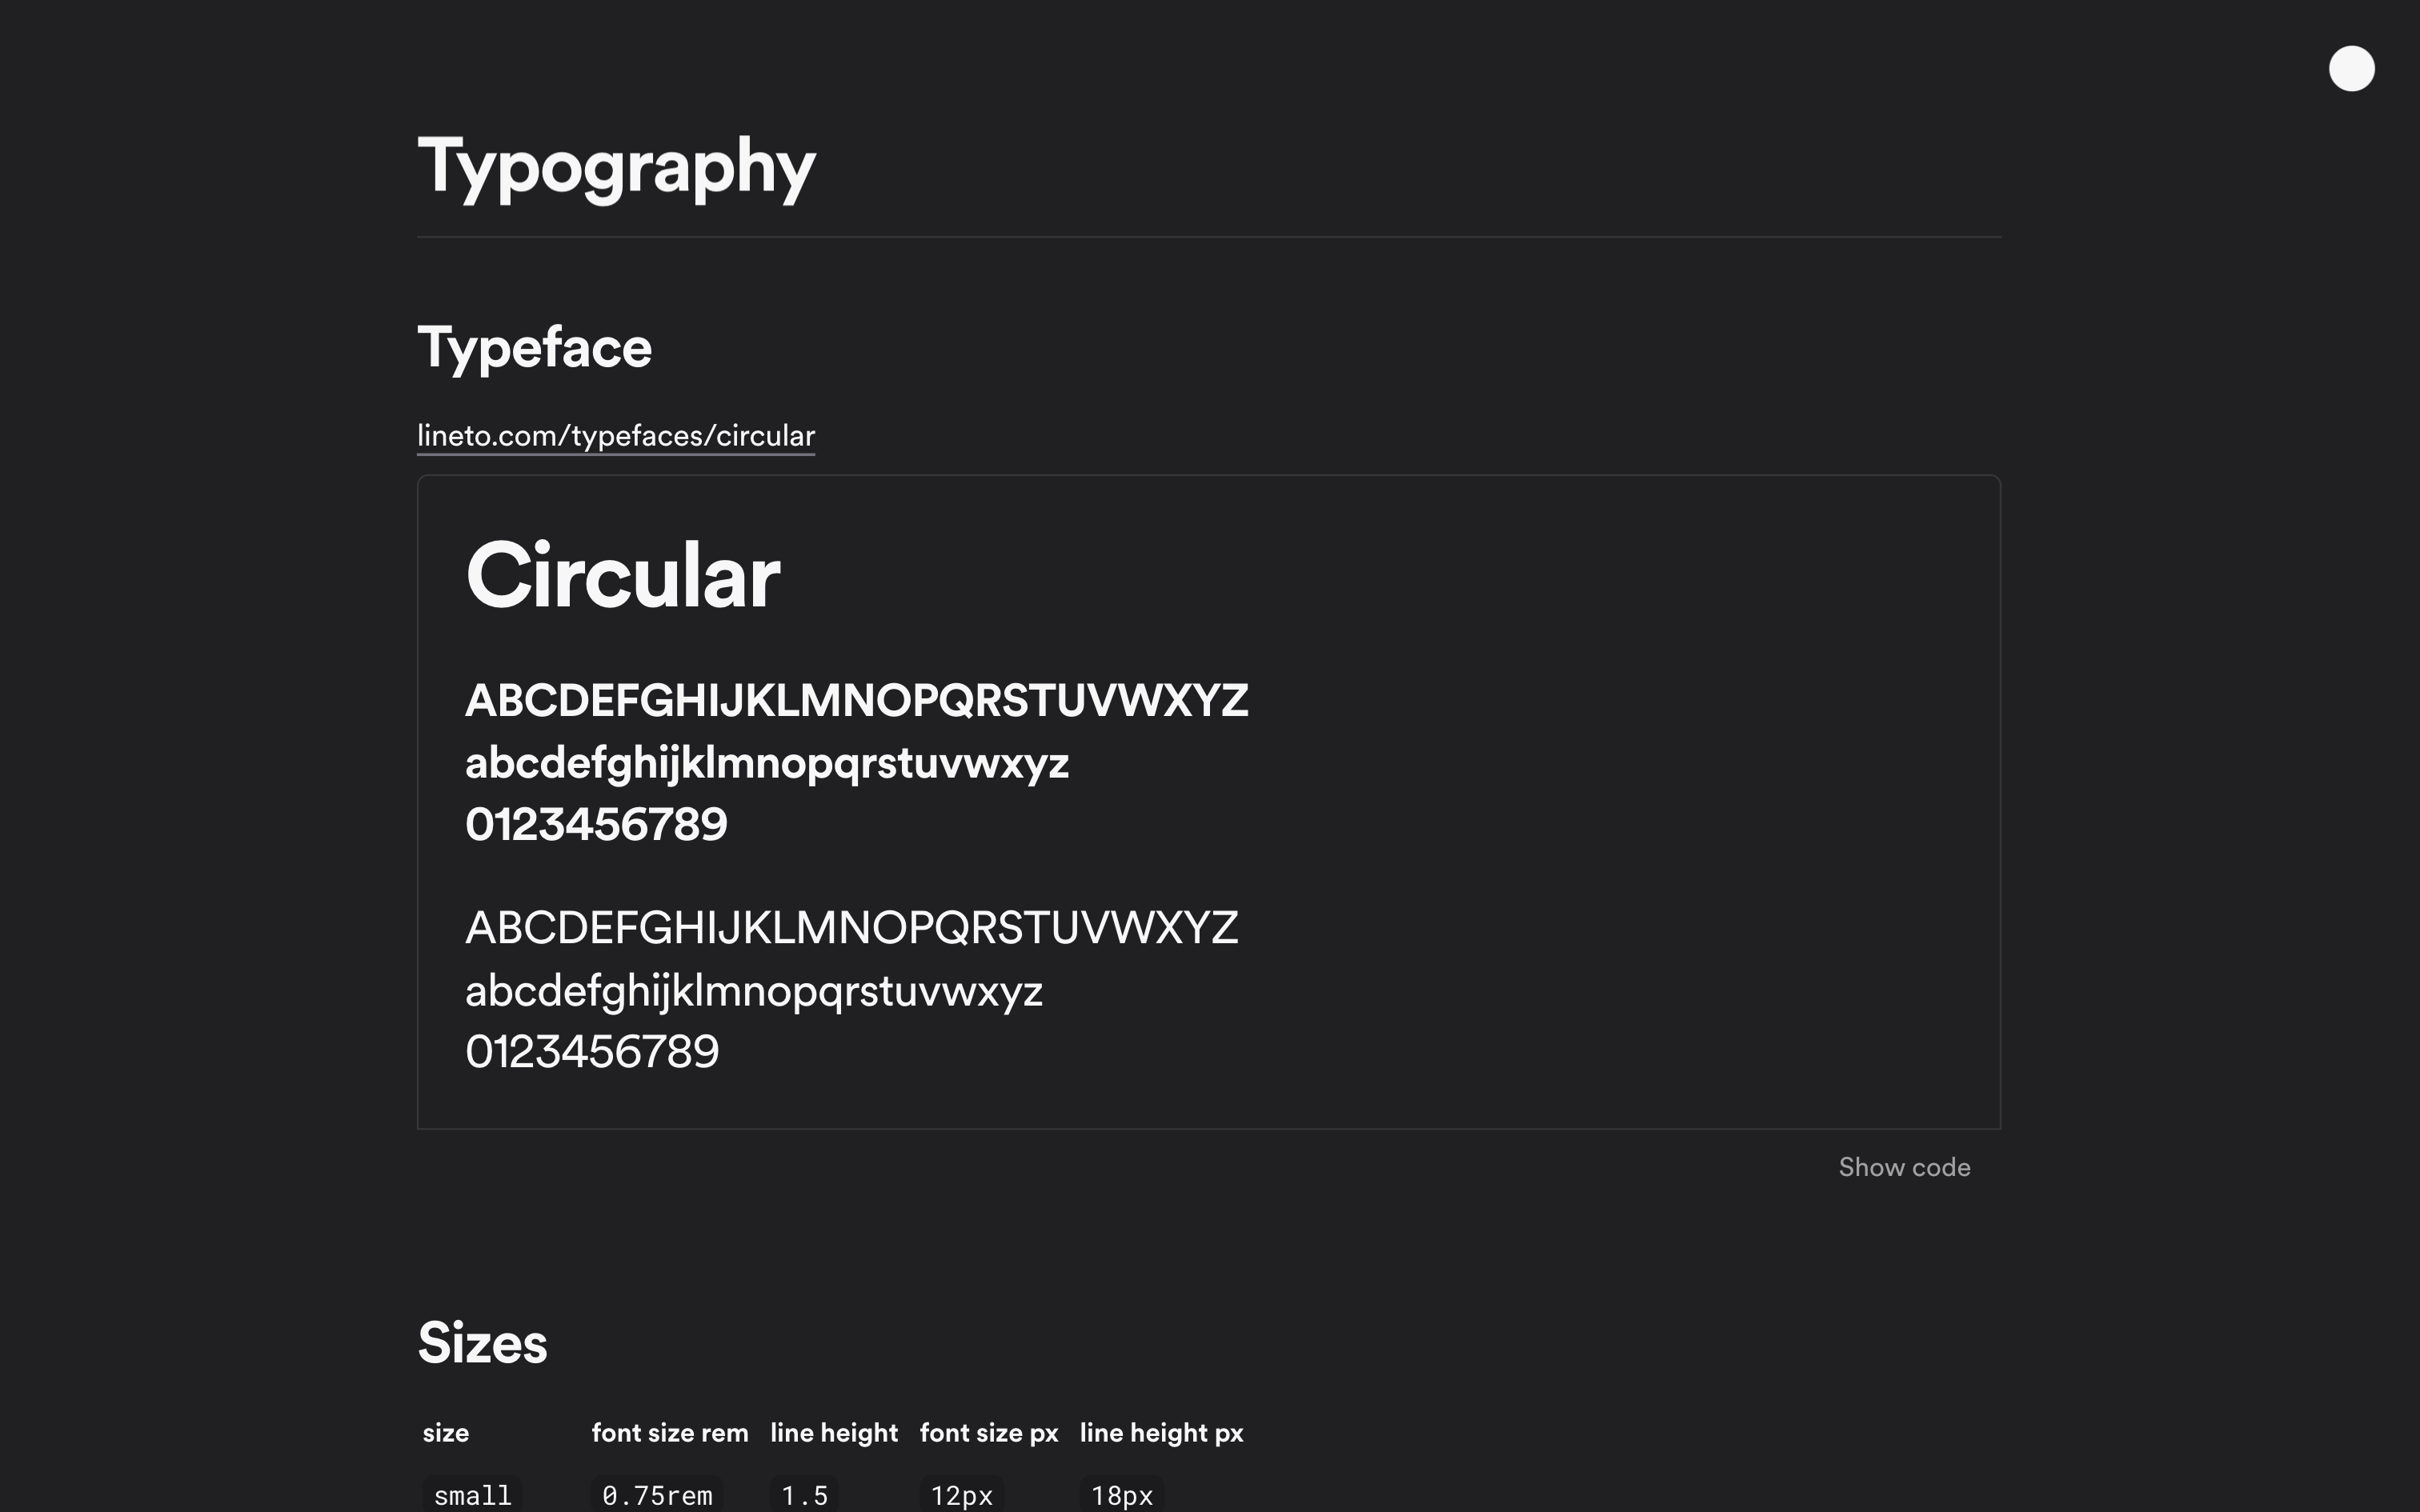 Typography
Typeface
lineto.com/typefaces/circular
Circular
ABCDEFGHIJKLMNOPQRSTUVWXYZ
abcdefghijklmnopqrstuvwxyz
0123456789
ABCDEFGHIJKLMNOPQRSTUVWXYZ
abcdefghijklmnopqrstuvwxyz
0123456789
Show code
Sizes
size font size rem line height font size px line height px
small 0.75rem 1.5 12px 18px